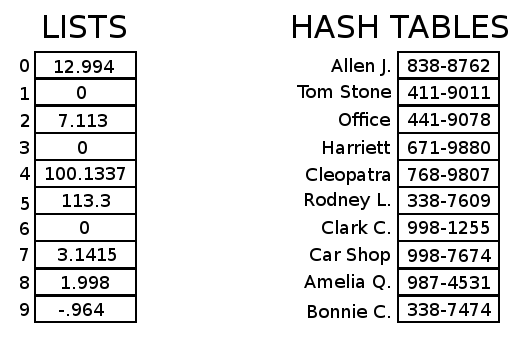 LISTS
0 12.994
1 0
2 7.113
3 0
4 100.1337
5 113.3
6 0
7 3.1415
8 1.998
9 -.964
HASH TABLES
Allen J. 838-8762
Tom Stone 411-9011
Office 441-9078
Harriett 671-9880
Cleopatra 768-9807
Rodney L. 338-7609
Clark C. 998-1255
Car Shop 998-7674
Amelia Q. 987-4531
Bonnie C. 338-7474